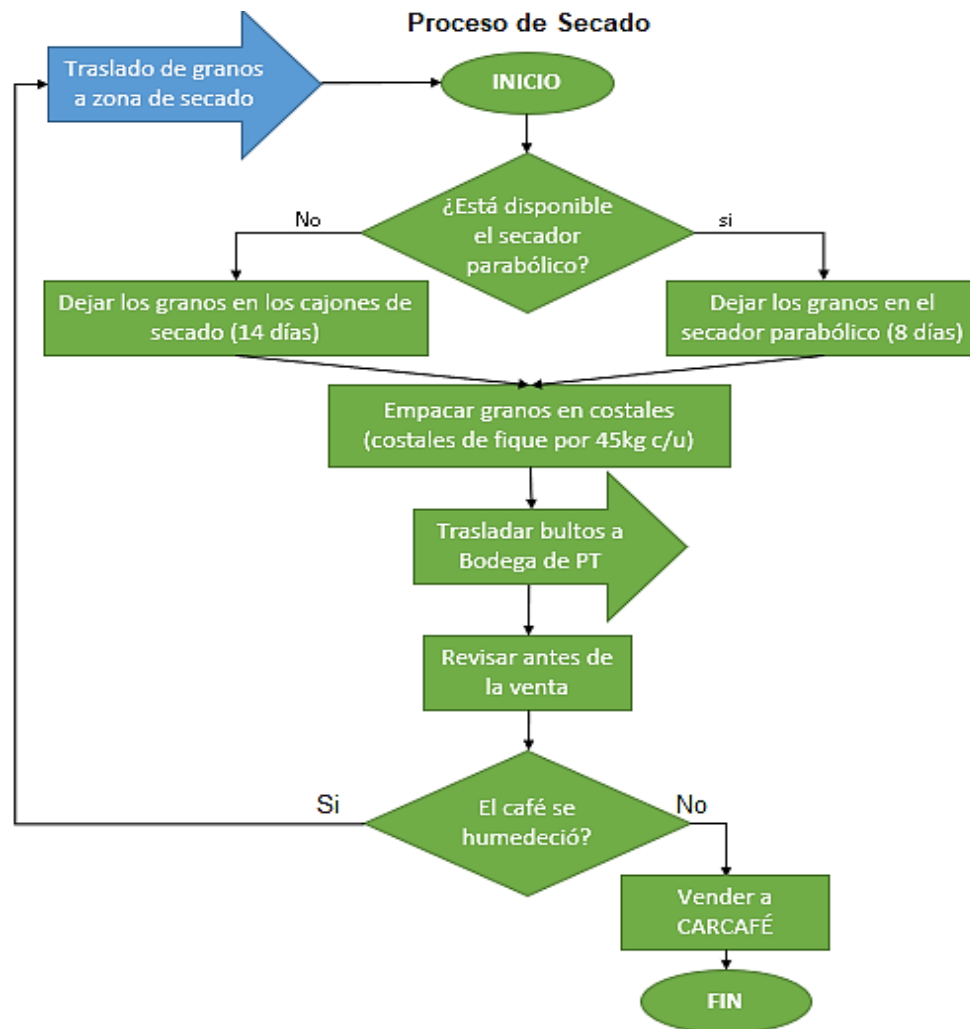 Proceso de Secado
Traslado de granos
a zona de secado
INICIO
¿Está disponible
el secador
parabólico?
No
si
Dejar los granos en los cajones de
secado (14 días)
Dejar los granos en el
secador parabólico (8 días)
Empacar granos en costales
(costales de fique por 45kg c/u)
Trasladar bultos a
Bodega de PT
Revisar antes de
la venta
El café se
humedeció?
Si
No
Vender a
CARCAFÉ
FIN